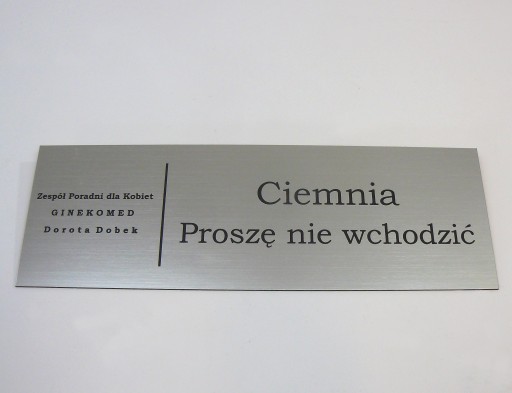 Zespół Poradni dla Kobiet
GINEKOMED
Dorota Dobek
Ciemnia
Proszę nie wchodzić